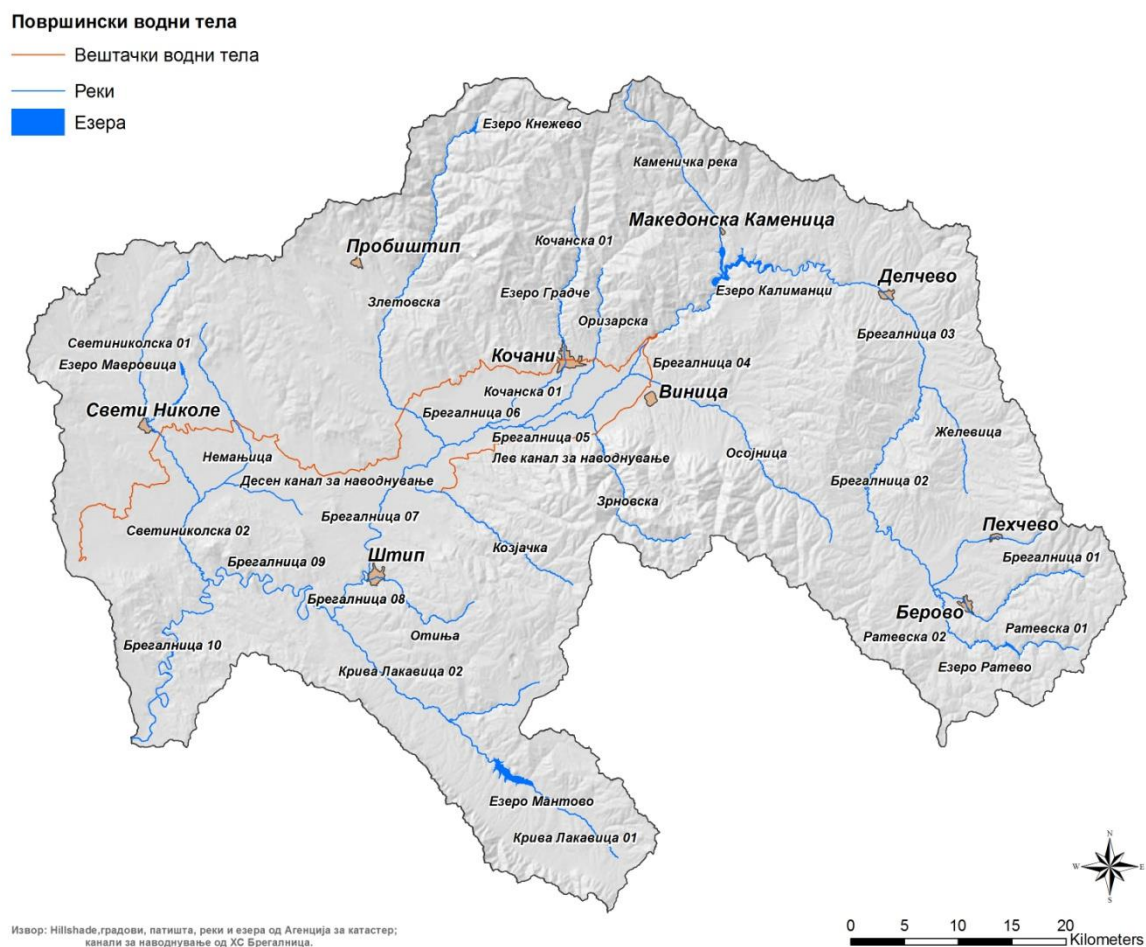 Површински водни тела
Вештачки водни тела
Реки
Езера
Езеро Кнежево
Каменичка река
Македонска Каменица
Кочанска 01
Пробиштип
Делчево
Езеро Градче
Езеро Калиманци
Злетовска
Оризарска
Брегалница 03
Светиниколска 01
Кочани
Езеро Мавровица
Брегалница 04
Кочанска 01
Виница
Свети Николе
Брегалница 06
Желевица
Брегалница 05
Немањица
Лев канал за наводнување
Осојница
Десен канал за наводнување
Брегалница 02
Зрновска
Брегалница 07
Пехчево
Светиниколска 02
Козјачка
Брегалница 01
Штип
Брегалница 09
Брегалница 08
Берово
Ратевска 01
Отиња
Ратевска 02
Брегалница 10
Езеро Ратево
Крива Лакавица 02
Езеро Мантово
Крива Лакавица 01
N
W E
S
0 5 10 15 20
Kilometers
Извор: Hillshade,градови, патишта, реки и езера од Агенција за катастер;
канали за наводнување од ХС Брегалница.